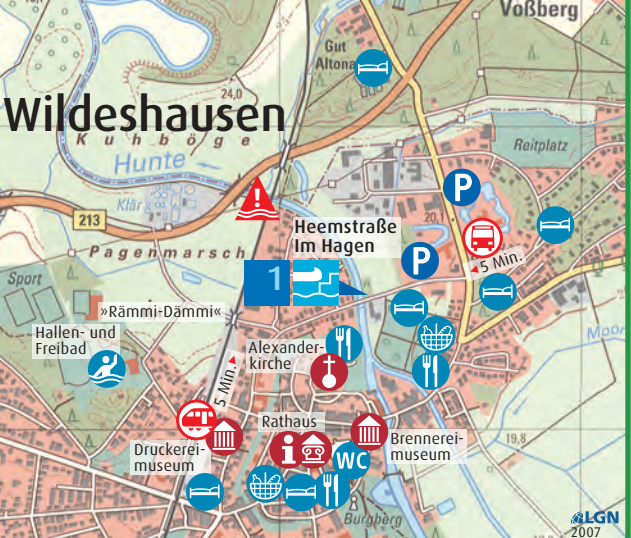 Voßberg
Gut
Altona
24,0
Wildeshausen
Kuhböge
Hunte
Reitplatz
Klär
P
20,1
213
Heemstraße
Im Hagen
Pagenmarsch
P
5 Min.
1
Sport
»Rämmi-Dämmi«
Hallen- und
Freibad
Alexander-
kirche
Moor
5 Min.
Rathaus
Druckerei-
museum
i
Brennerei-
museum
19,8
WC
Burgberg
LGN
2007